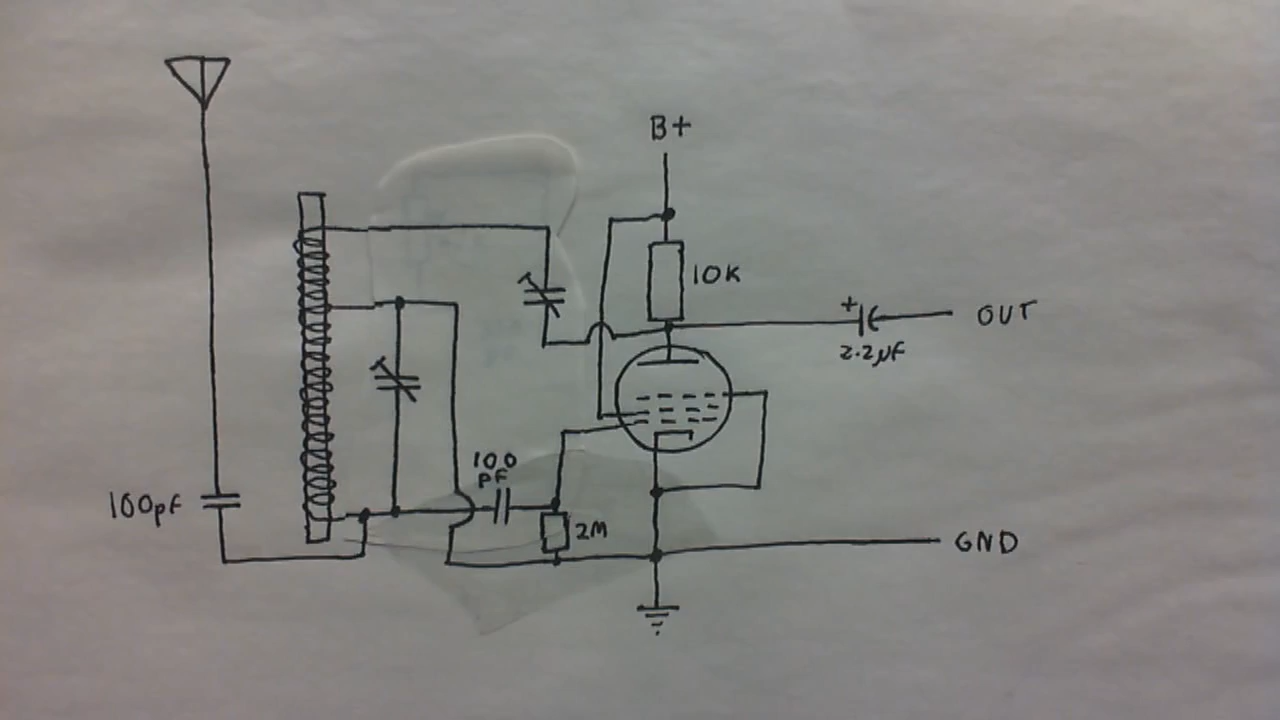 B+
10K
+
OUT
2.2µF
100
pF
100pf
2M
GND